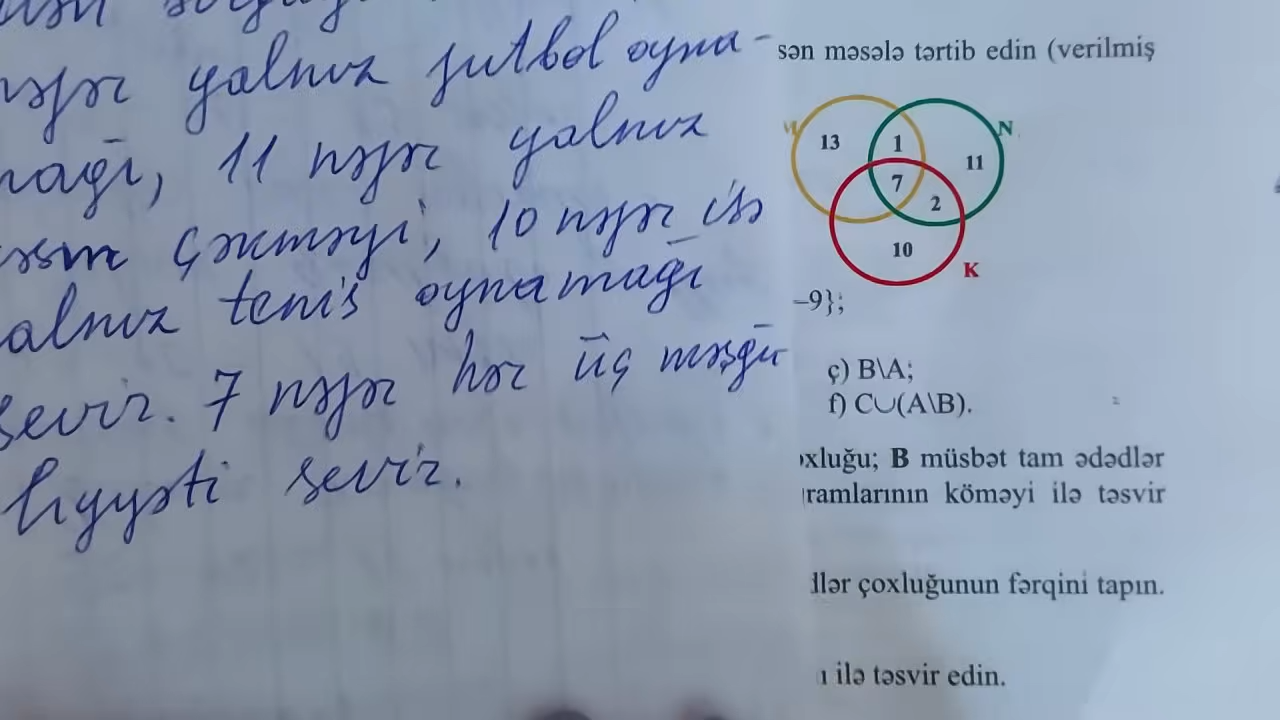 nəfər yalnız futbol oyna-
mağı, 11 nəfər yalnız
rəsm çəkməyi, 10 nəfər isə
yalnız tenis oynamağı
sevir. 7 nəfər hər üç məşğu
liyyəti sevir.
sən məsələ tərtib edin (verilmiş
13 1 N
11
7
2
10
K
–9};
ç) B\A;
f) C∪(A\B).
oxluğu; B müsbət tam ədədlər
ramlarının köməyi ilə təsvir
çoxluğunun fərqini tapın.
ilə təsvir edin.